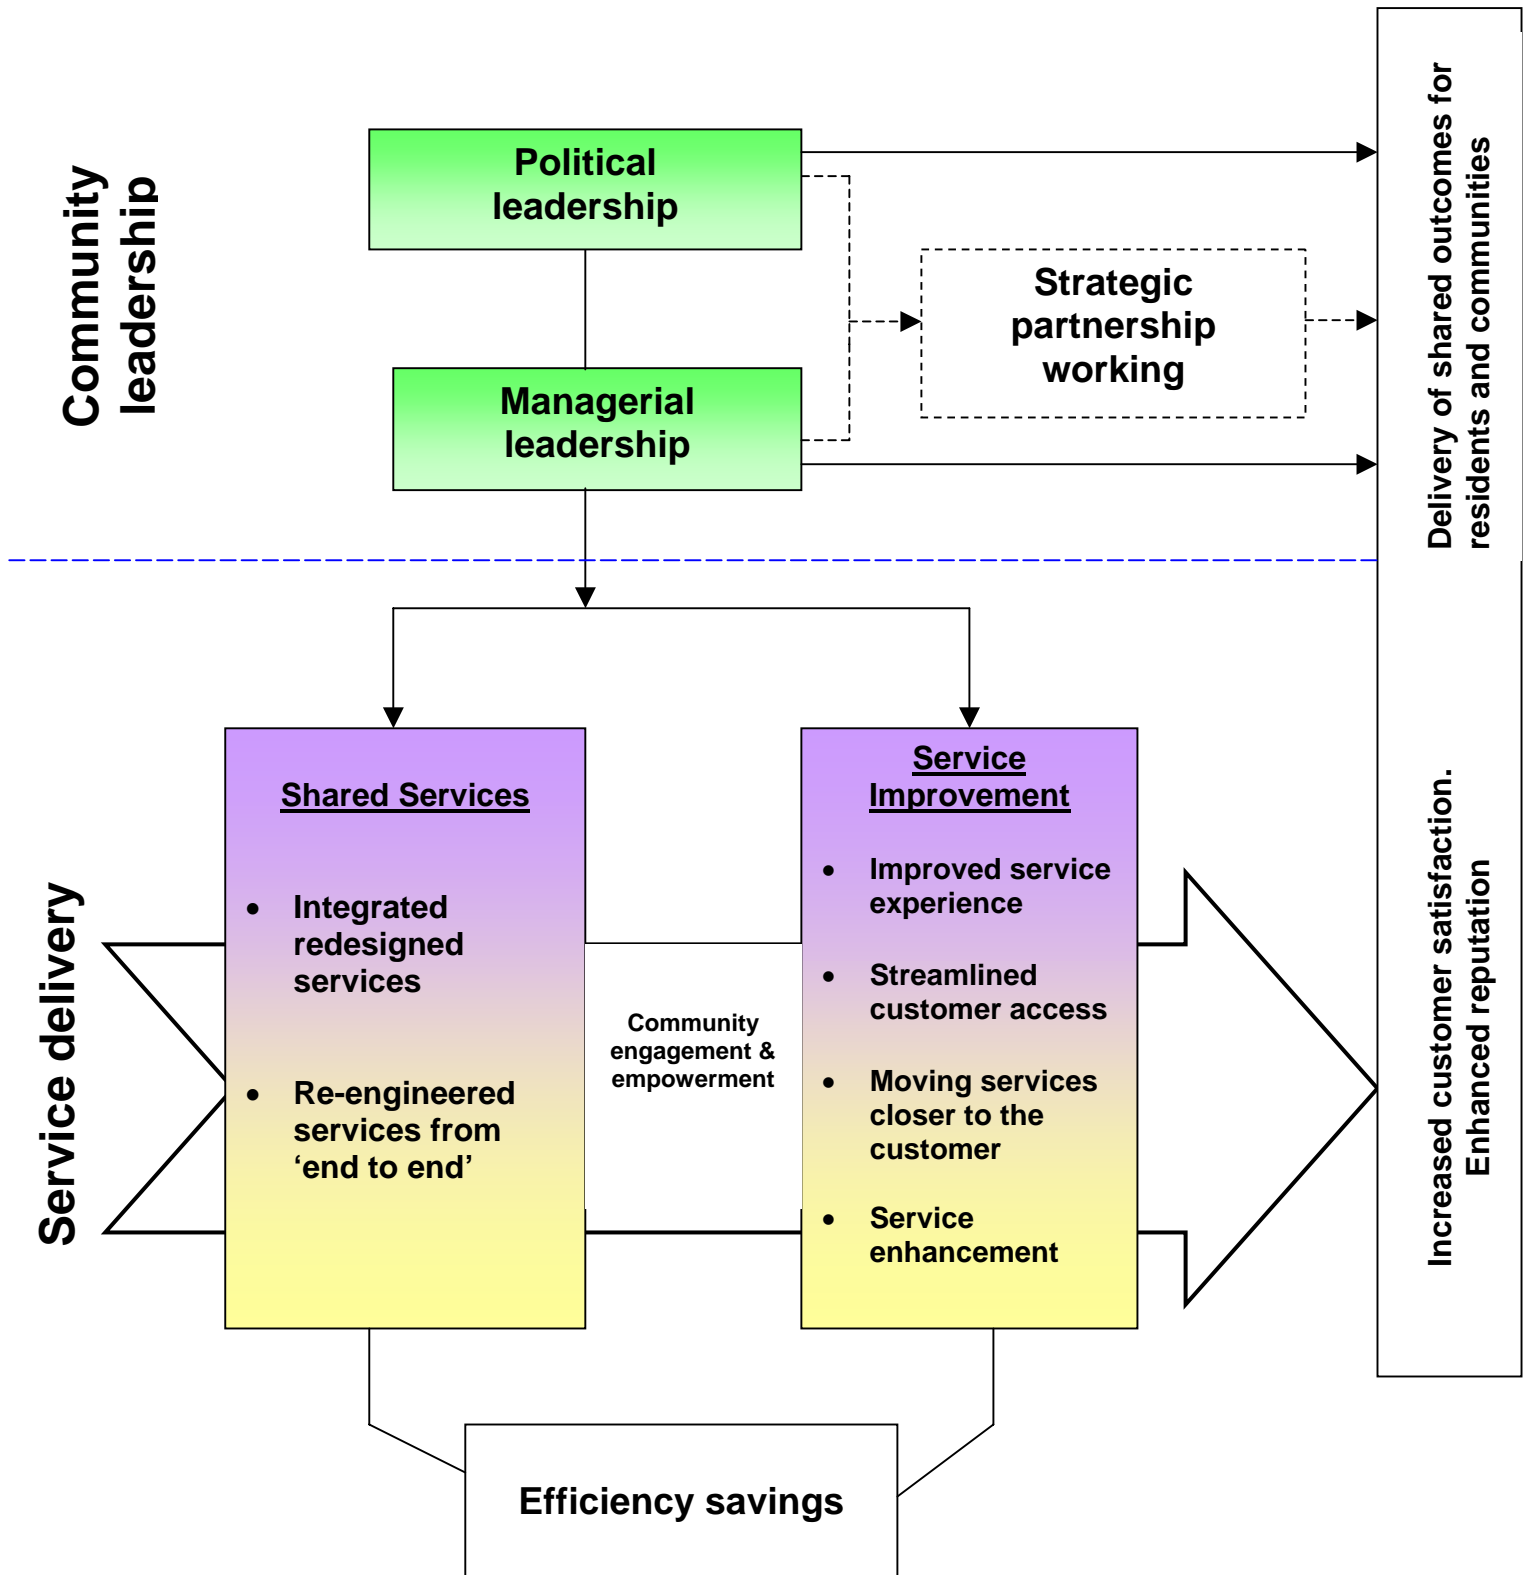 Community
leadership
Political
leadership
Strategic
partnership
working
Managerial
leadership
Delivery of shared outcomes for
residents and communities
Service delivery
Shared Services
• Integrated
redesigned
services
• Re-engineered
services from
‘end to end’
Community
engagement &
empowerment
Service
Improvement
• Improved service
experience
• Streamlined
customer access
• Moving services
closer to the
customer
• Service
enhancement
Increased customer satisfaction.
Enhanced reputation
Efficiency savings